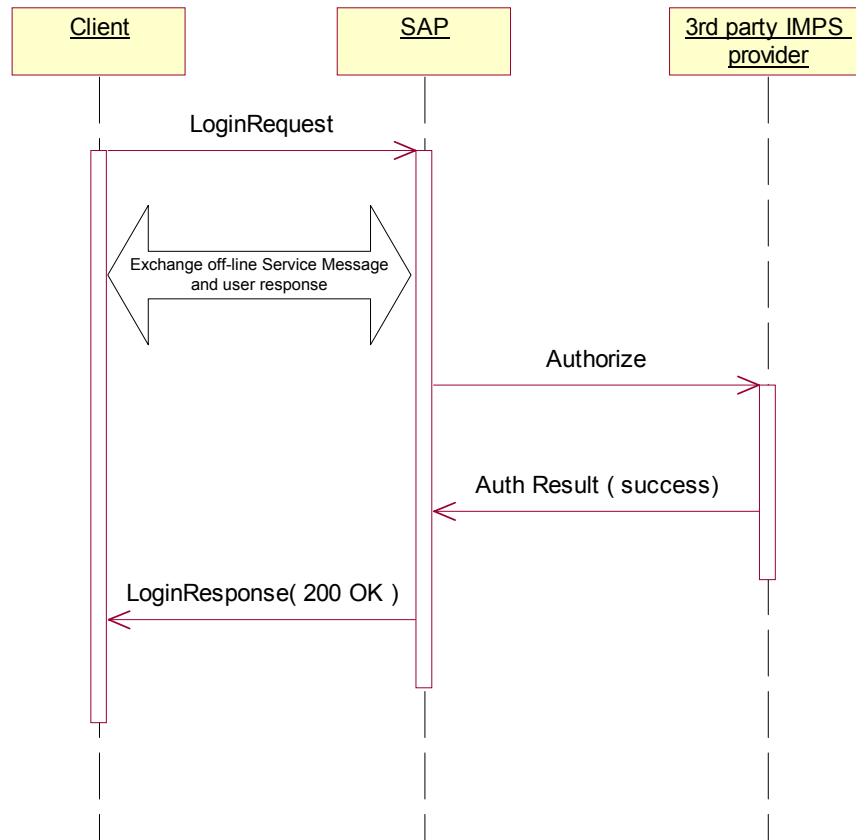 Client
SAP
3rd party IMPS
provider
LoginRequest
Exchange off-line Service Message
and user response
Authorize
Auth Result ( success)
LoginResponse( 200 OK )